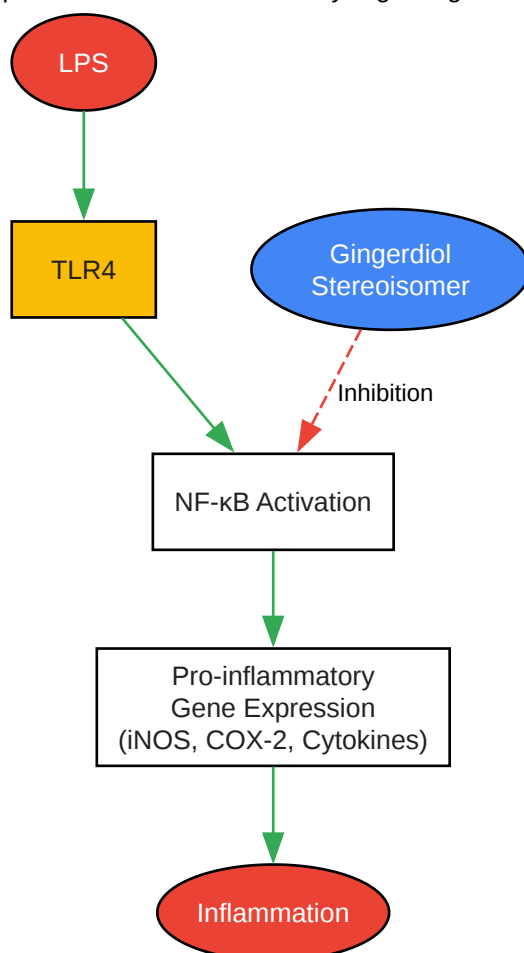 LPS
TLR4
Gingerdiol
Stereoisomer
Inhibition
NF-κB Activation
Pro-inflammatory
Gene Expression
(iNOS, COX-2, Cytokines)
Inflammation